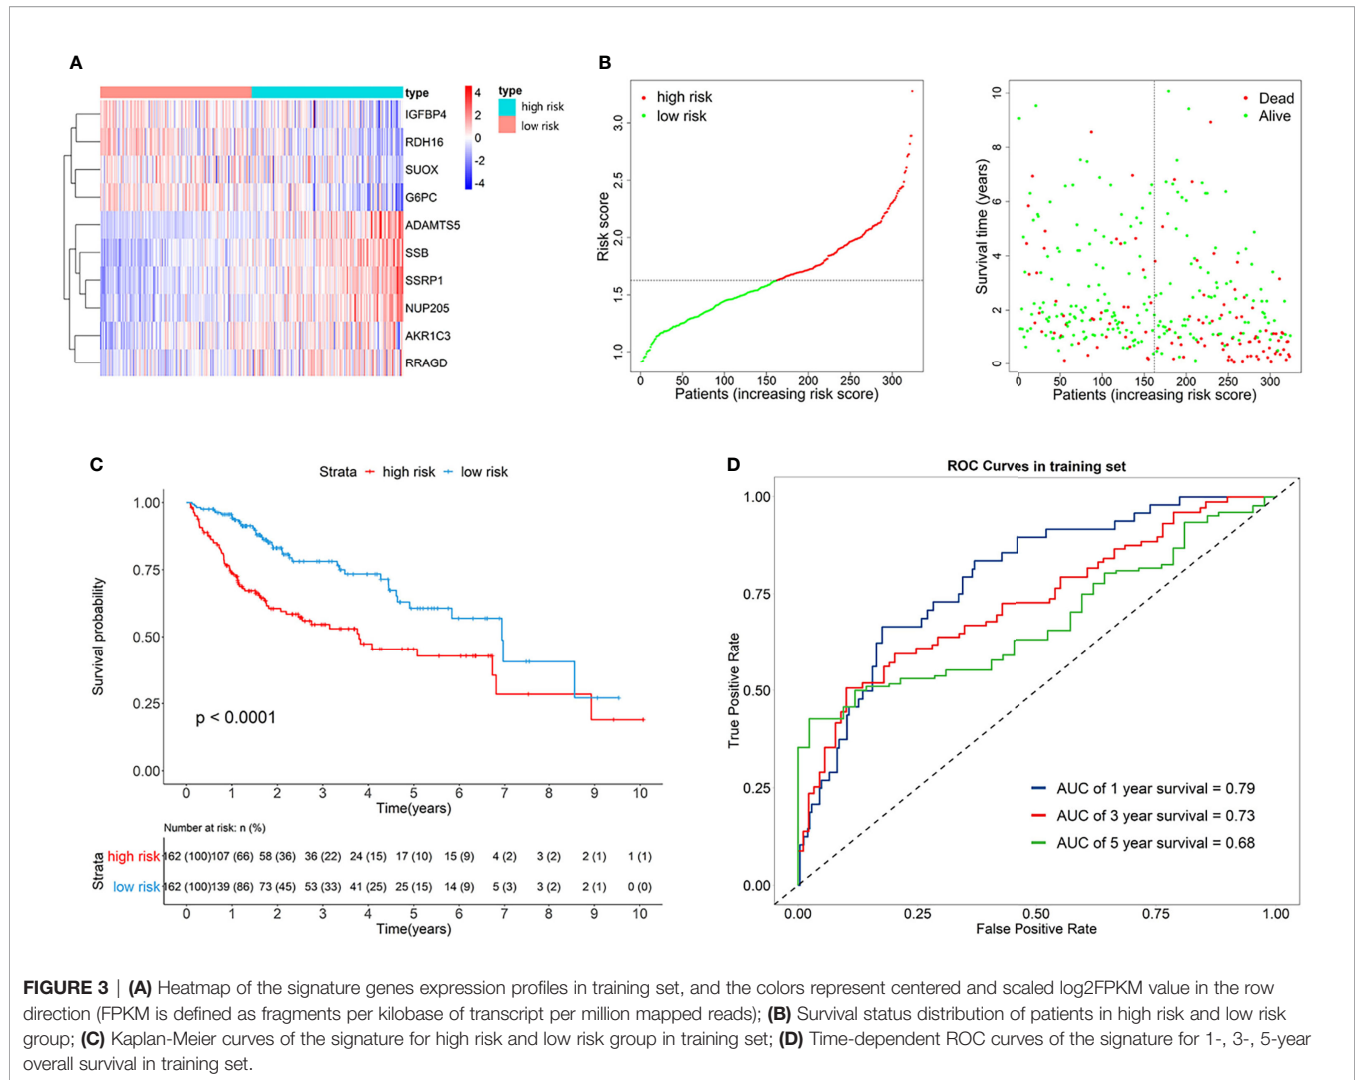 A
type
IGFBP4
RDH16
SUOX
G6PC
ADAMTS5
SSB
SSRP1
NUP205
AKR1C3
RRAGD
4
2
0
-2
-4
type
high risk
low risk
B
high risk
low risk
Risk score
3.0
2.5
2.0
1.5
1.0
0 50 100 150 200 250 300
Patients (increasing risk score)
Dead
Alive
Survival time (years)
10
8
6
4
2
0
0 50 100 150 200 250 300
Patients (increasing risk score)
C
Strata high risk low risk
Survival probability
1.00
0.75
0.50
0.25
0.00
p < 0.0001
0 1 2 3 4 5 6 7 8 9 10
Time(years)
Number at risk: n (%)
Strata
high risk 162 (100) 107 (66) 58 (36) 36 (22) 24 (15) 17 (10) 15 (9) 4 (2) 3 (2) 2 (1) 1 (1)
low risk 162 (100) 139 (86) 73 (45) 53 (33) 41 (25) 25 (15) 14 (9) 5 (3) 3 (2) 2 (1) 0 (0)
0 1 2 3 4 5 6 7 8 9 10
Time(years)
D
ROC Curves in training set
True Positive Rate
1.00
0.75
0.50
0.25
0.00
AUC of 1 year survival = 0.79
AUC of 3 year survival = 0.73
AUC of 5 year survival = 0.68
0.00 0.25 0.50 0.75 1.00
False Positive Rate
FIGURE 3 | (A) Heatmap of the signature genes expression profiles in training set, and the colors represent centered and scaled log2FPKM value in the row
direction (FPKM is defined as fragments per kilobase of transcript per million mapped reads); (B) Survival status distribution of patients in high risk and low risk
group; (C) Kaplan-Meier curves of the signature for high risk and low risk group in training set; (D) Time-dependent ROC curves of the signature for 1-, 3-, 5-year
overall survival in training set.